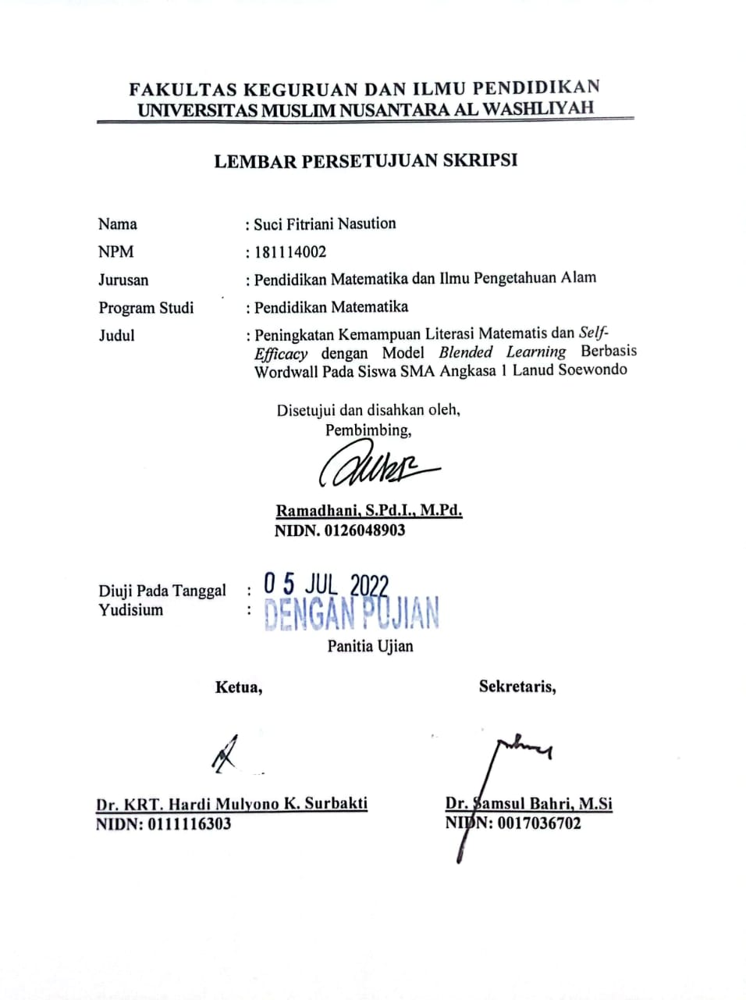 FAKULTAS KEGURUAN DAN ILMU PENDIDIKAN
UNIVERSITAS MUSLIM NUSANTARA AL WASHLIYAH
LEMBAR PERSETUJUAN SKRIPSI
Nama : Suci Fitriani Nasution
NPM : 181114002
Jurusan : Pendidikan Matematika dan Ilmu Pengetahuan Alam
Program Studi : Pendidikan Matematika
Judul : Peningkatan Kemampuan Literasi Matematis dan Self-
Efficacy dengan Model Blended Learning Berbasis
Wordwall Pada Siswa SMA Angkasa 1 Lanud Soewondo
Disetujui dan disahkan oleh,
Pembimbing,
Ramadhani, S.Pd.I., M.Pd.
NIDN. 0126048903
Diuji Pada Tanggal : 05 JUL 2022
Yudisium : DENGAN PUJIAN
Panitia Ujian
Ketua, Sekretaris,
Dr. KRT. Hardi Mulyono K. Surbakti Dr. Samsul Bahri, M.Si
NIDN: 0111116303 NIDN: 0017036702